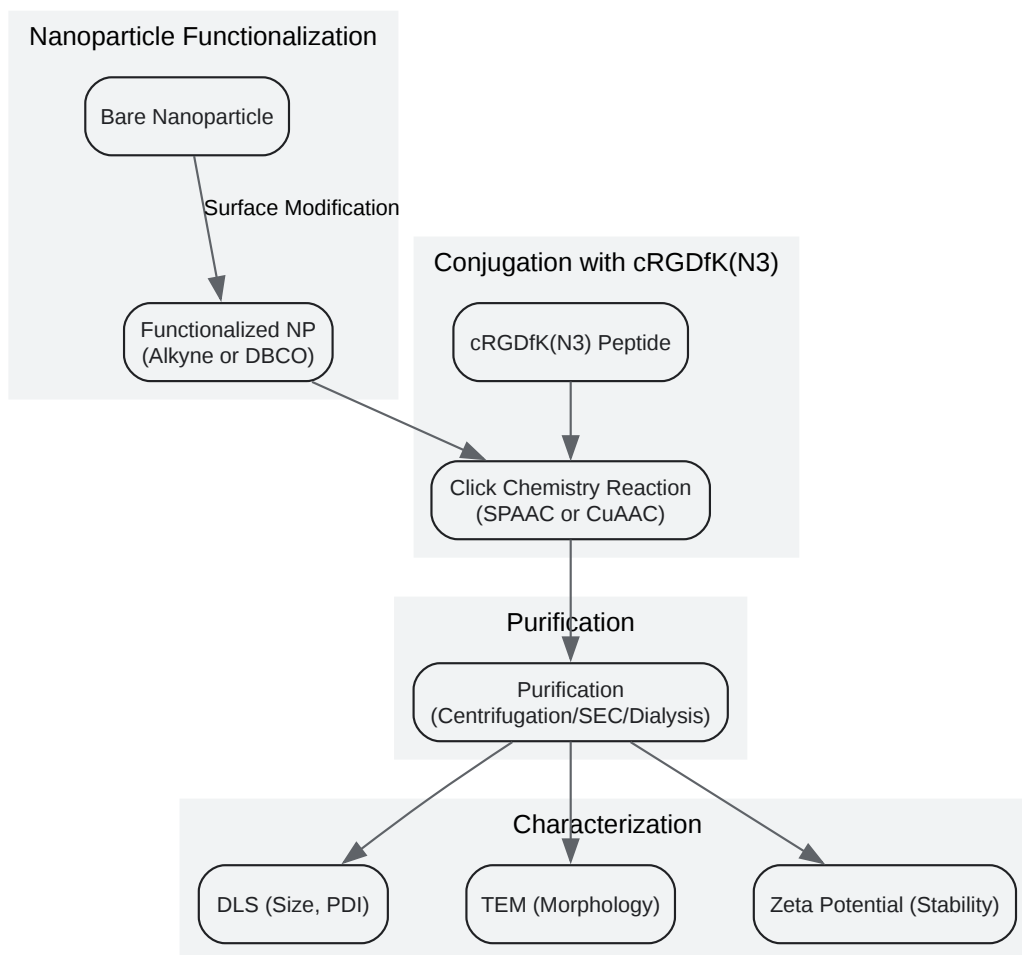 Nanoparticle Functionalization
Bare Nanoparticle
Surface Modification
Functionalized NP
(Alkyne or DBCO)
Conjugation with cRGDfK(N3)
cRGDfK(N3) Peptide
Click Chemistry Reaction
(SPAAC or CuAAC)
Purification
Purification
(Centrifugation/SEC/Dialysis)
Characterization
DLS (Size, PDI)
TEM (Morphology)
Zeta Potential (Stability)